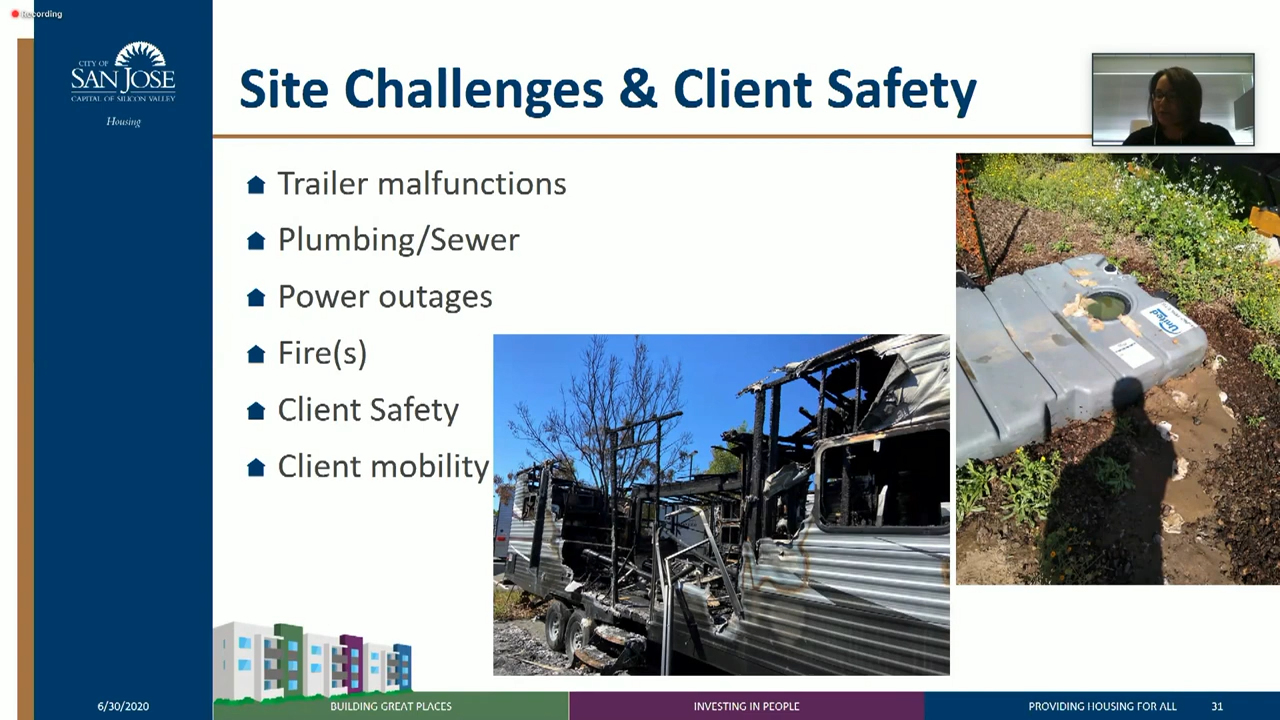 Recording
CITY OF
SAN JOSE
CAPITAL OF SILICON VALLEY
Housing
Site Challenges & Client Safety
Trailer malfunctions
Plumbing/Sewer
Power outages
Fire(s)
Client Safety
Client mobility
United
6/30/2020
BUILDING GREAT PLACES
INVESTING IN PEOPLE
PROVIDING HOUSING FOR ALL
31